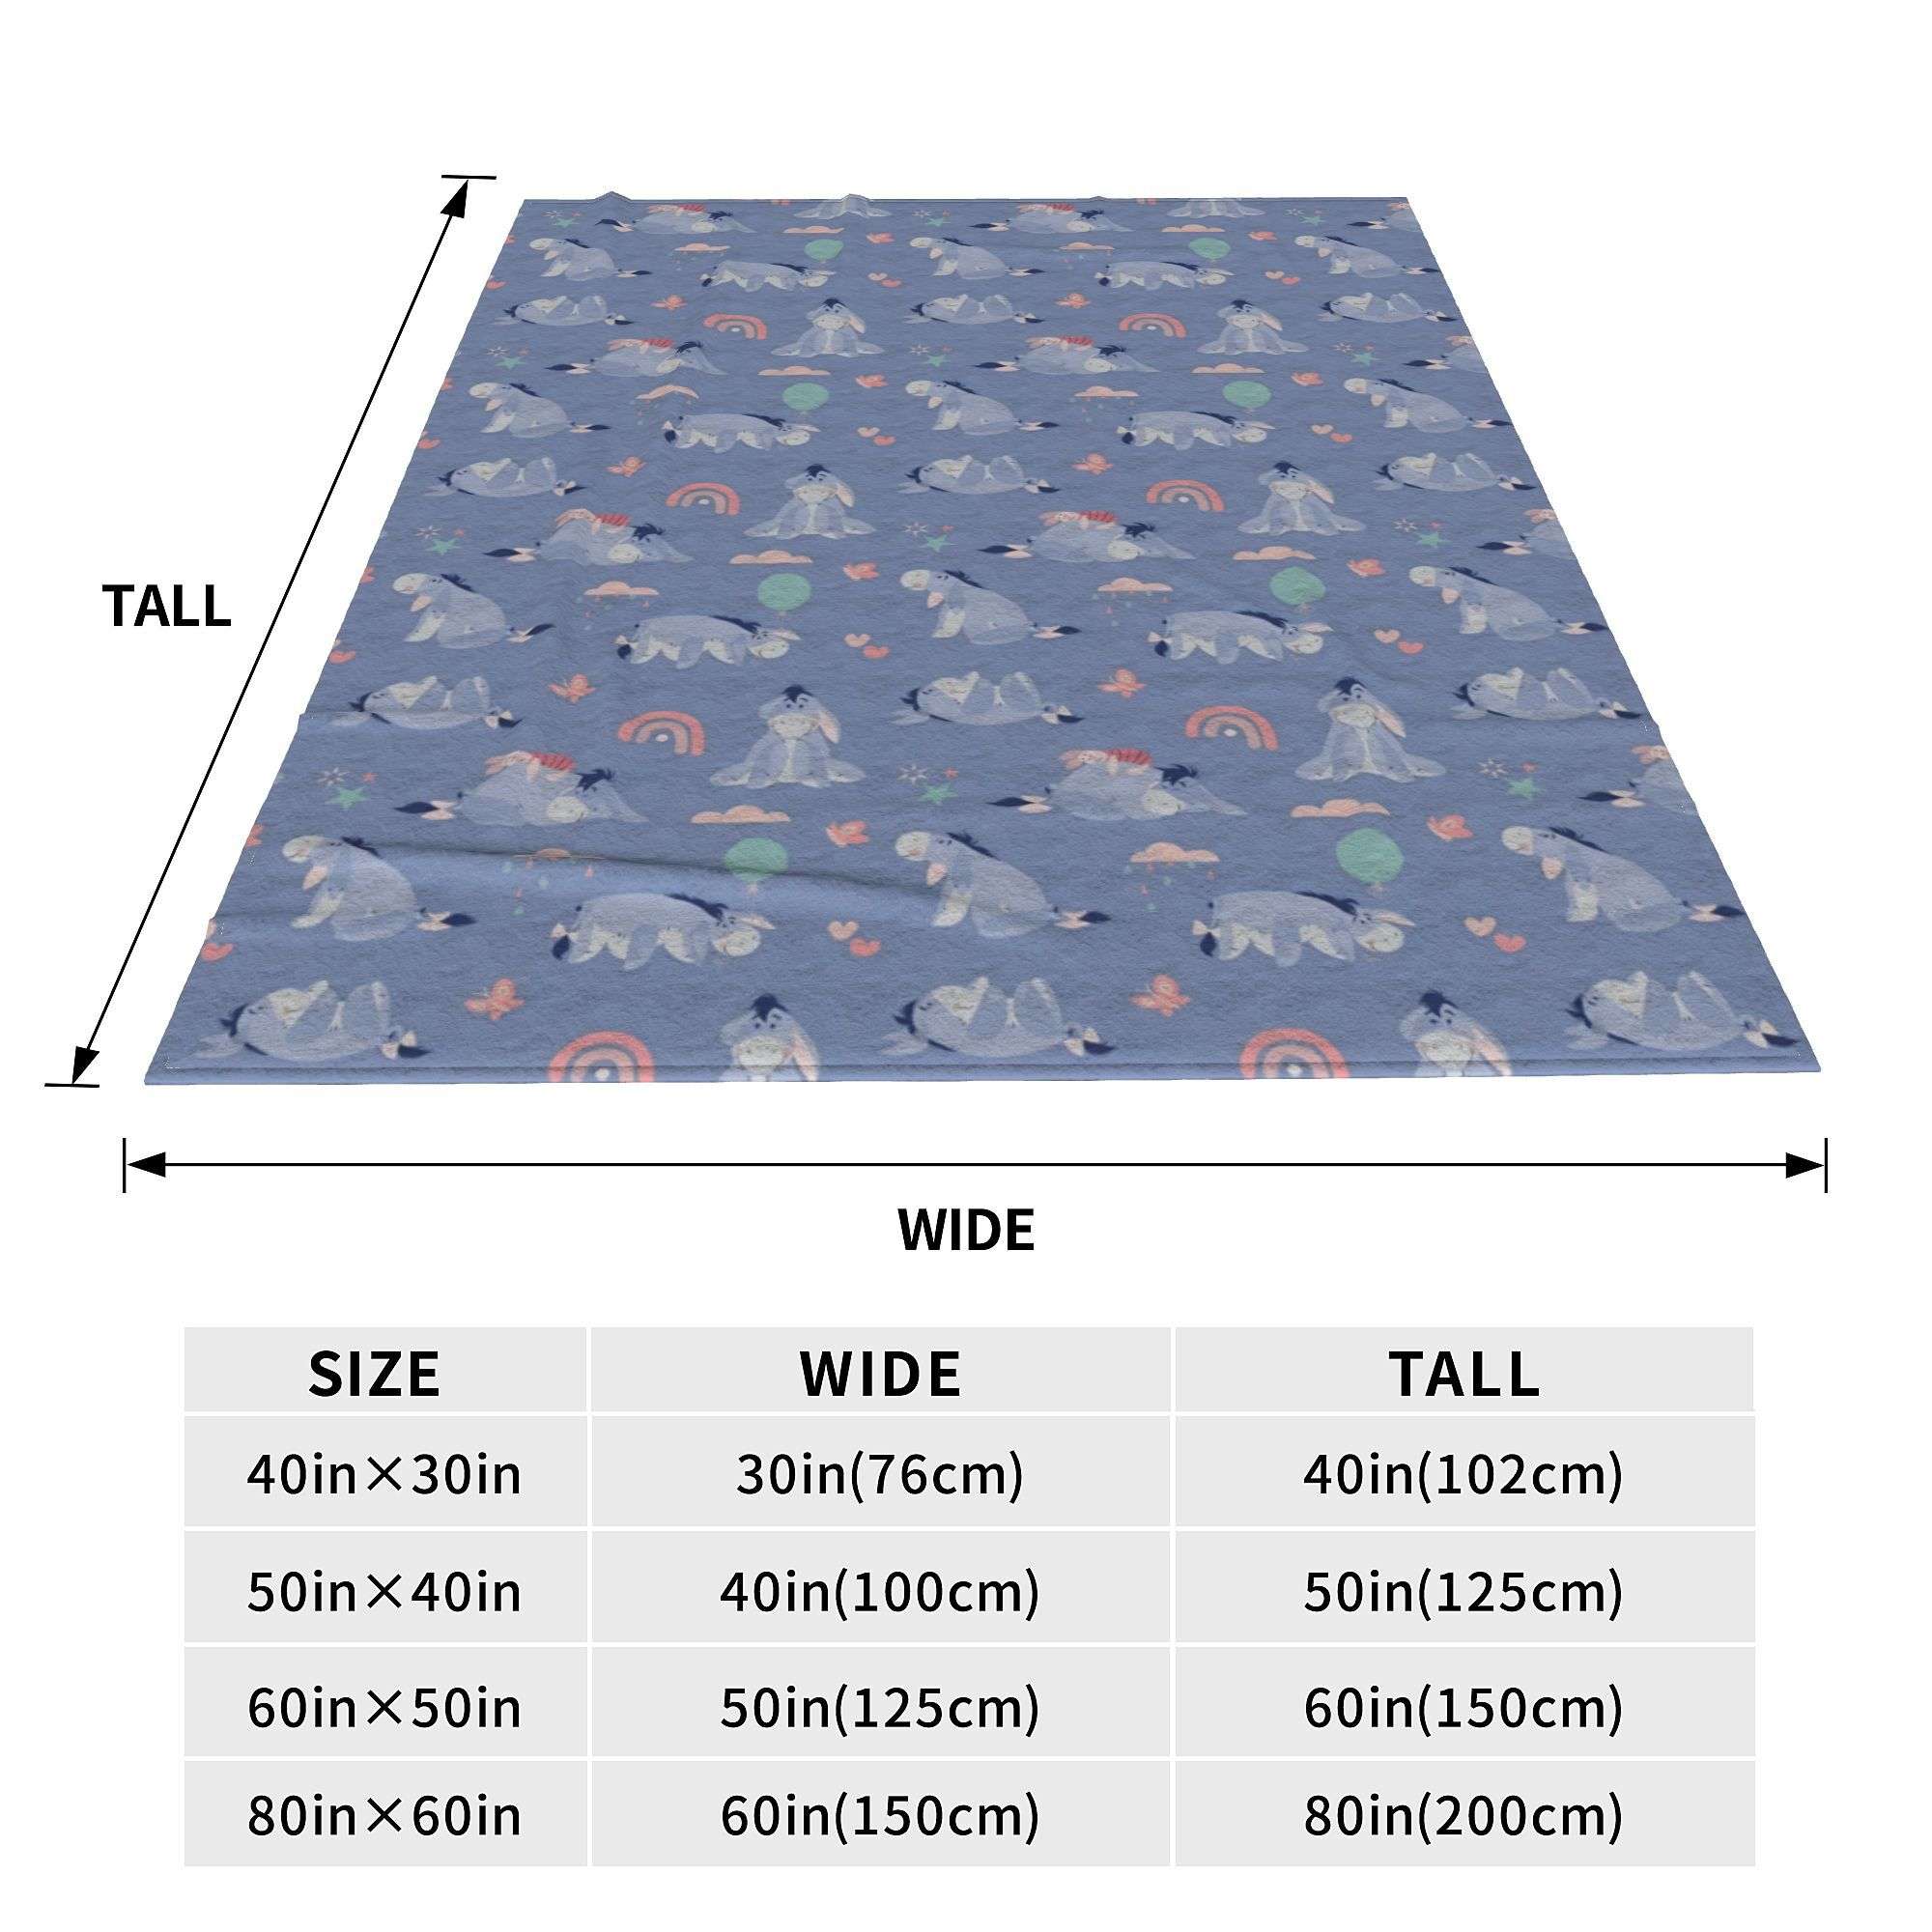 TALL
WIDE
SIZE WIDE TALL
40in×30in 30in(76cm) 40in(102cm)
50in×40in 40in(100cm) 50in(125cm)
60in×50in 50in(125cm) 60in(150cm)
80in×60in 60in(150cm) 80in(200cm)